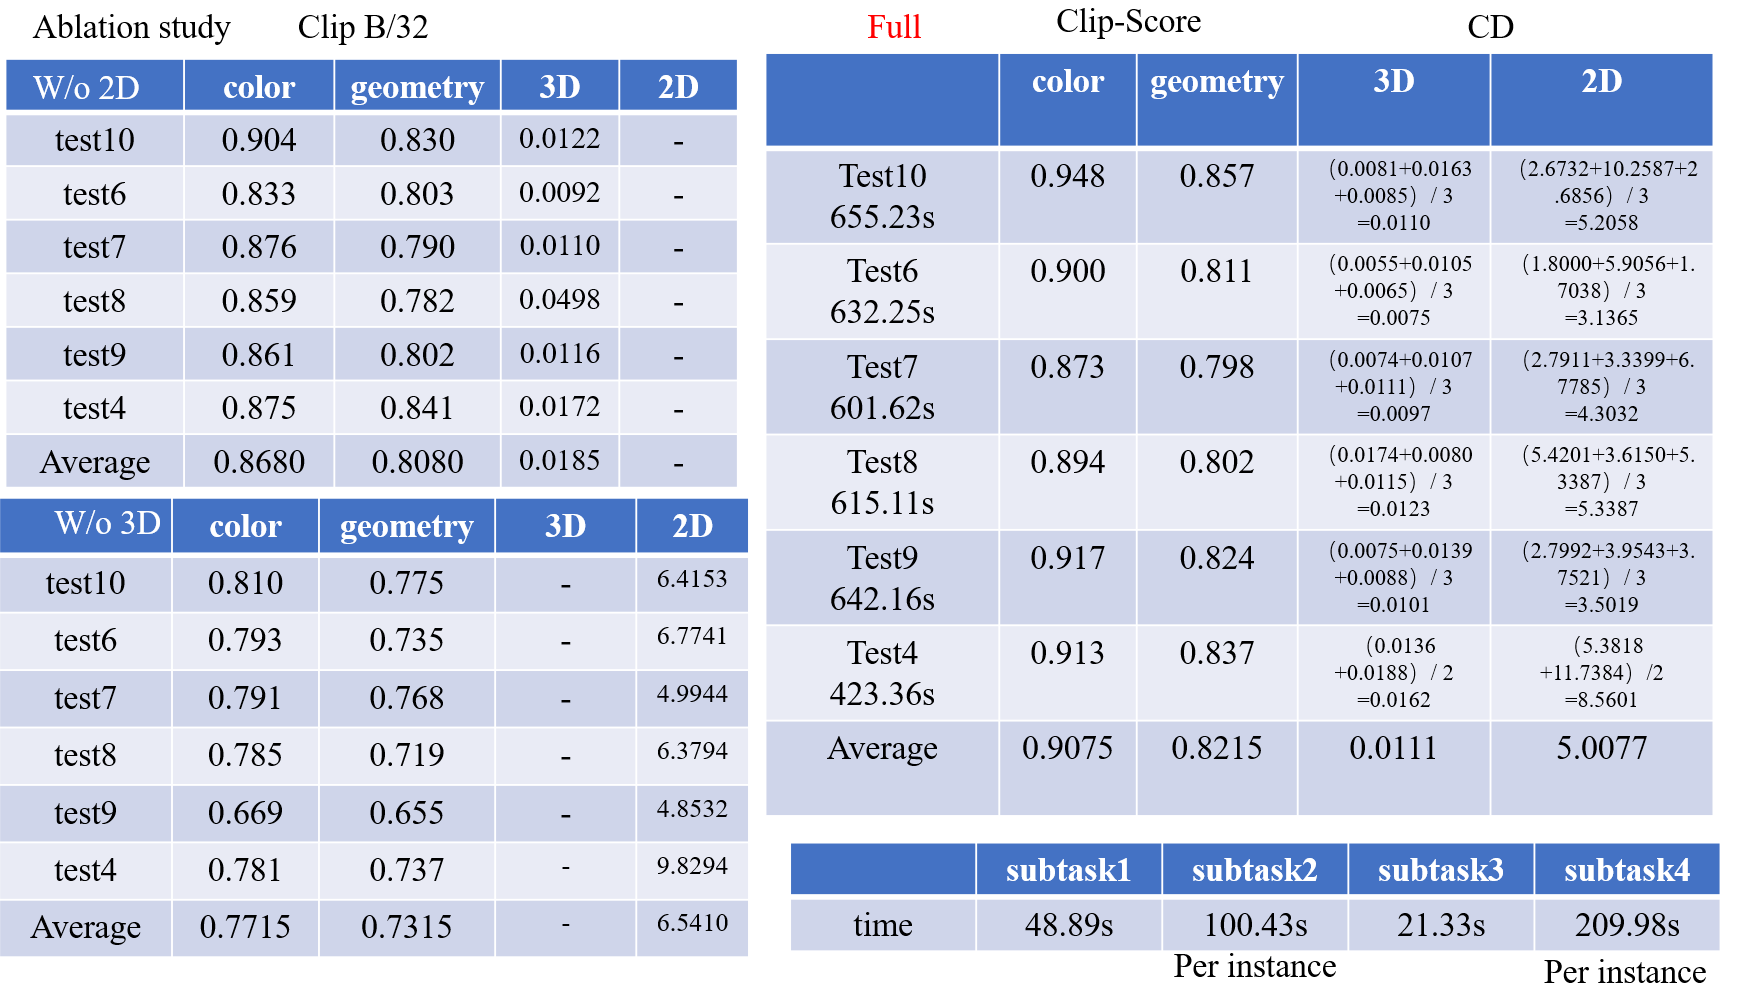 Ablation study Clip B/32
W/o 2D color geometry 3D 2D
test10 0.904 0.830 0.0122 -
test6 0.833 0.803 0.0092 -
test7 0.876 0.790 0.0110 -
test8 0.859 0.782 0.0498 -
test9 0.861 0.802 0.0116 -
test4 0.875 0.841 0.0172 -
Average 0.8680 0.8080 0.0185 -
W/o 3D color geometry 3D 2D
test10 0.810 0.775 - 6.4153
test6 0.793 0.735 - 6.7741
test7 0.791 0.768 - 4.9944
test8 0.785 0.719 - 6.3794
test9 0.669 0.655 - 4.8532
test4 0.781 0.737 - 9.8294
Average 0.7715 0.7315 - 6.5410
Full Clip-Score CD
color geometry 3D 2D
Test10 0.948 0.857 (0.0081+0.0163 (2.6732+10.2587+2
655.23s +0.0085) / 3 .6856) / 3
=0.0110 =5.2058
Test6 0.900 0.811 (0.0055+0.0105 (1.8000+5.9056+1.
632.25s +0.0065) / 3 7038) / 3
=0.0075 =3.1365
Test7 0.873 0.798 (0.0074+0.0107 (2.7911+3.3399+6.
601.62s +0.0111) / 3 7785) / 3
=0.0097 =4.3032
Test8 0.894 0.802 (0.0174+0.0080 (5.4201+3.6150+5.
615.11s +0.0115) / 3 3387) / 3
=0.0123 =5.3387
Test9 0.917 0.824 (0.0075+0.0139 (2.7992+3.9543+3.
642.16s +0.0088) / 3 7521) / 3
=0.0101 =3.5019
Test4 0.913 0.837 (0.0136 (5.3818
423.36s +0.0188) / 2 +11.7384) /2
=0.0162 =8.5601
Average 0.9075 0.8215 0.0111 5.0077
subtask1 subtask2 subtask3 subtask4
time 48.89s 100.43s 21.33s 209.98s
Per instance Per instance